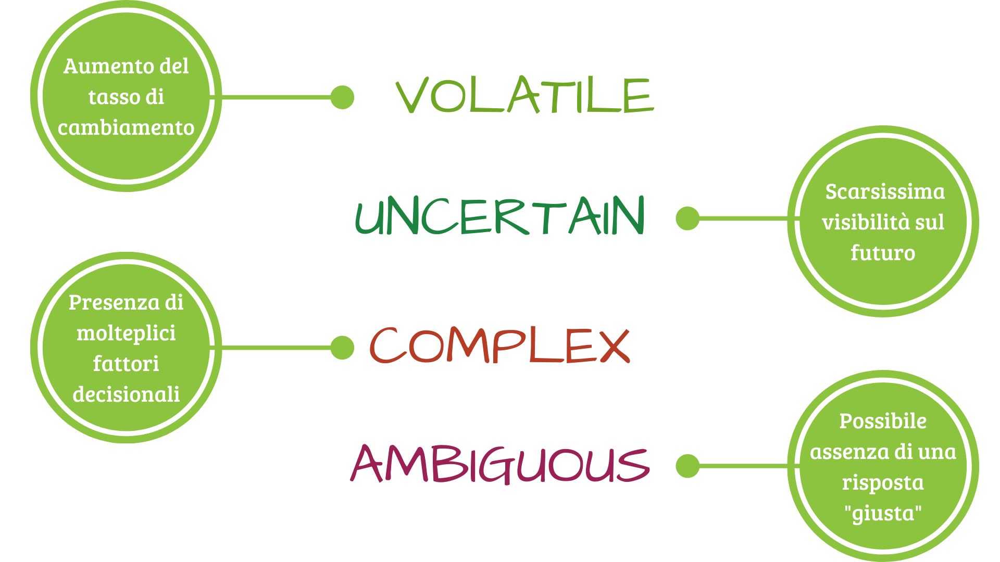 Aumento del
tasso di
cambiamento
VOLATILE
UNCERTAIN
Scarsissima
visibilità sul
futuro
Presenza di
molteplici
fattori
decisionali
COMPLEX
AMBIGUOUS
Possibile
assenza di una
risposta
"giusta"